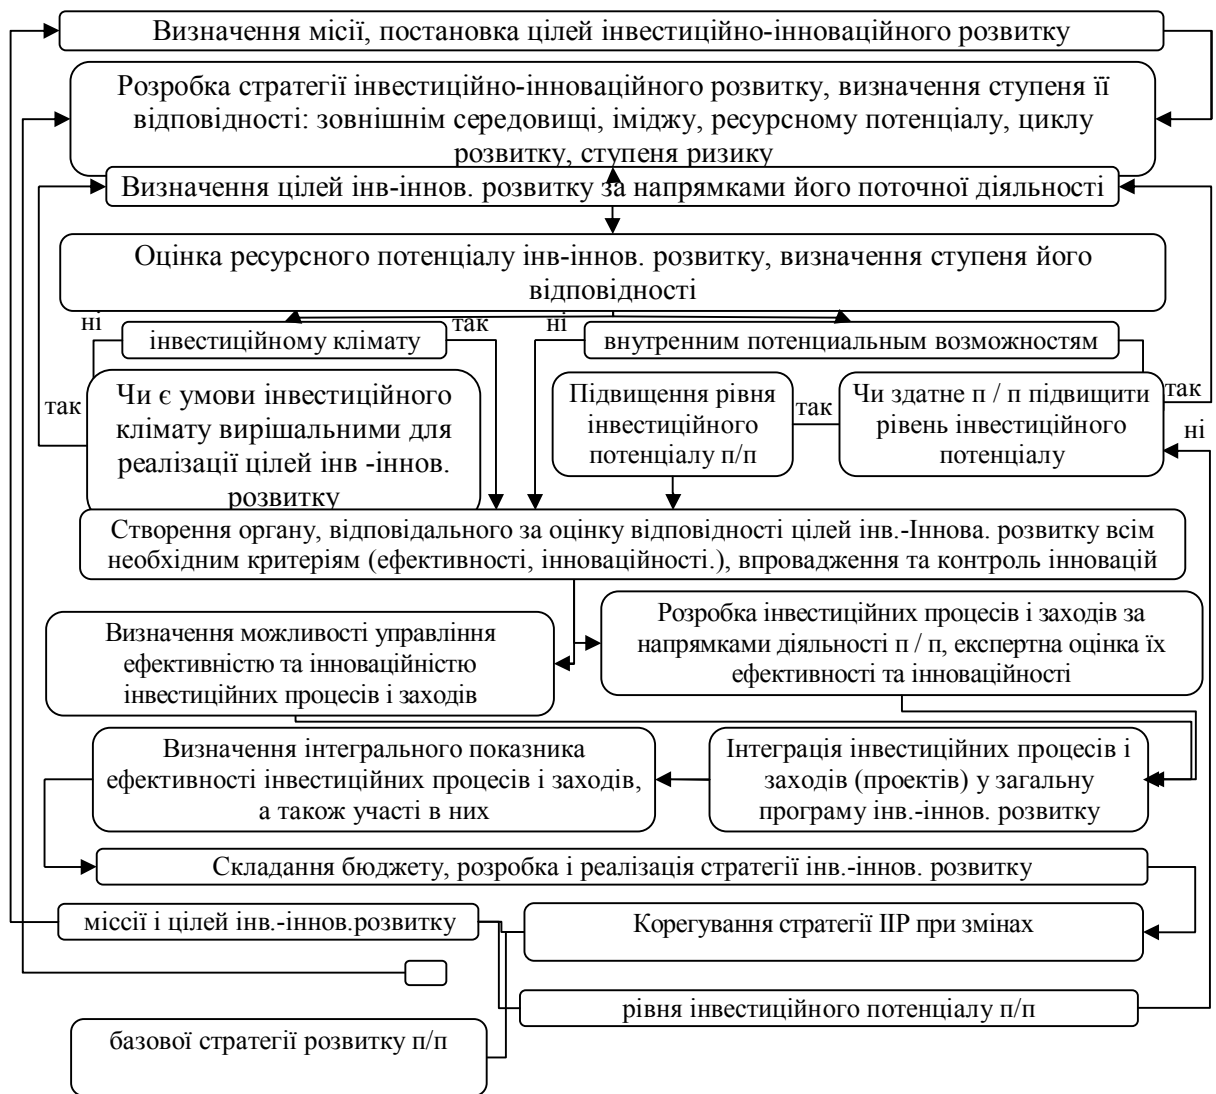 Визначення місії, постановка цілей інвестиційно-інноваційного розвитку
Розробка стратегії інвестиційно-інноваційного розвитку, визначення ступеня її
відповідності: зовнішнім середовищі, іміджу, ресурсному потенціалу, циклу
розвитку, ступеня ризику
Визначення цілей інв-іннов. розвитку за напрямками його поточної діяльності
Оцінка ресурсного потенціалу інв-іннов. розвитку, визначення ступеня його
відповідності
ні
інвестиційному клімату
так
ні
внутренним потенциальным возможностям
так
Чи є умови інвестиційного
клімату вирішальними для
реалізації цілей інв -іннов.
розвитку
Підвищення рівня
інвестиційного
потенціалу п/п
так
Чи здатне п / п підвищити
рівень інвестиційного
потенціалу
так
ні
Створення органу, відповідального за оцінку відповідності цілей інв.-Іннова. розвитку всім
необхідним критеріям (ефективності, інноваційності.), впровадження та контроль інновацій
Визначення можливості управління
ефективністю та інноваційністю
інвестиційних процесів і заходів
Розробка інвестиційних процесів і заходів за
напрямками діяльності п / п, експертна оцінка їх
ефективності та інноваційності
Визначення інтегрального показника
ефективності інвестиційних процесів і заходів,
а також участі в них
Інтеграція інвестиційних процесів і
заходів (проектів) у загальну
програму інв.-іннов. розвитку
Складання бюджету, розробка і реалізація стратегії інв.-іннов. розвитку
міссії і цілей інв.-іннов.розвитку
Корегування стратегії ІІР при змінах
рівня інвестиційного потенціалу п/п
базової стратегії розвитку п/п